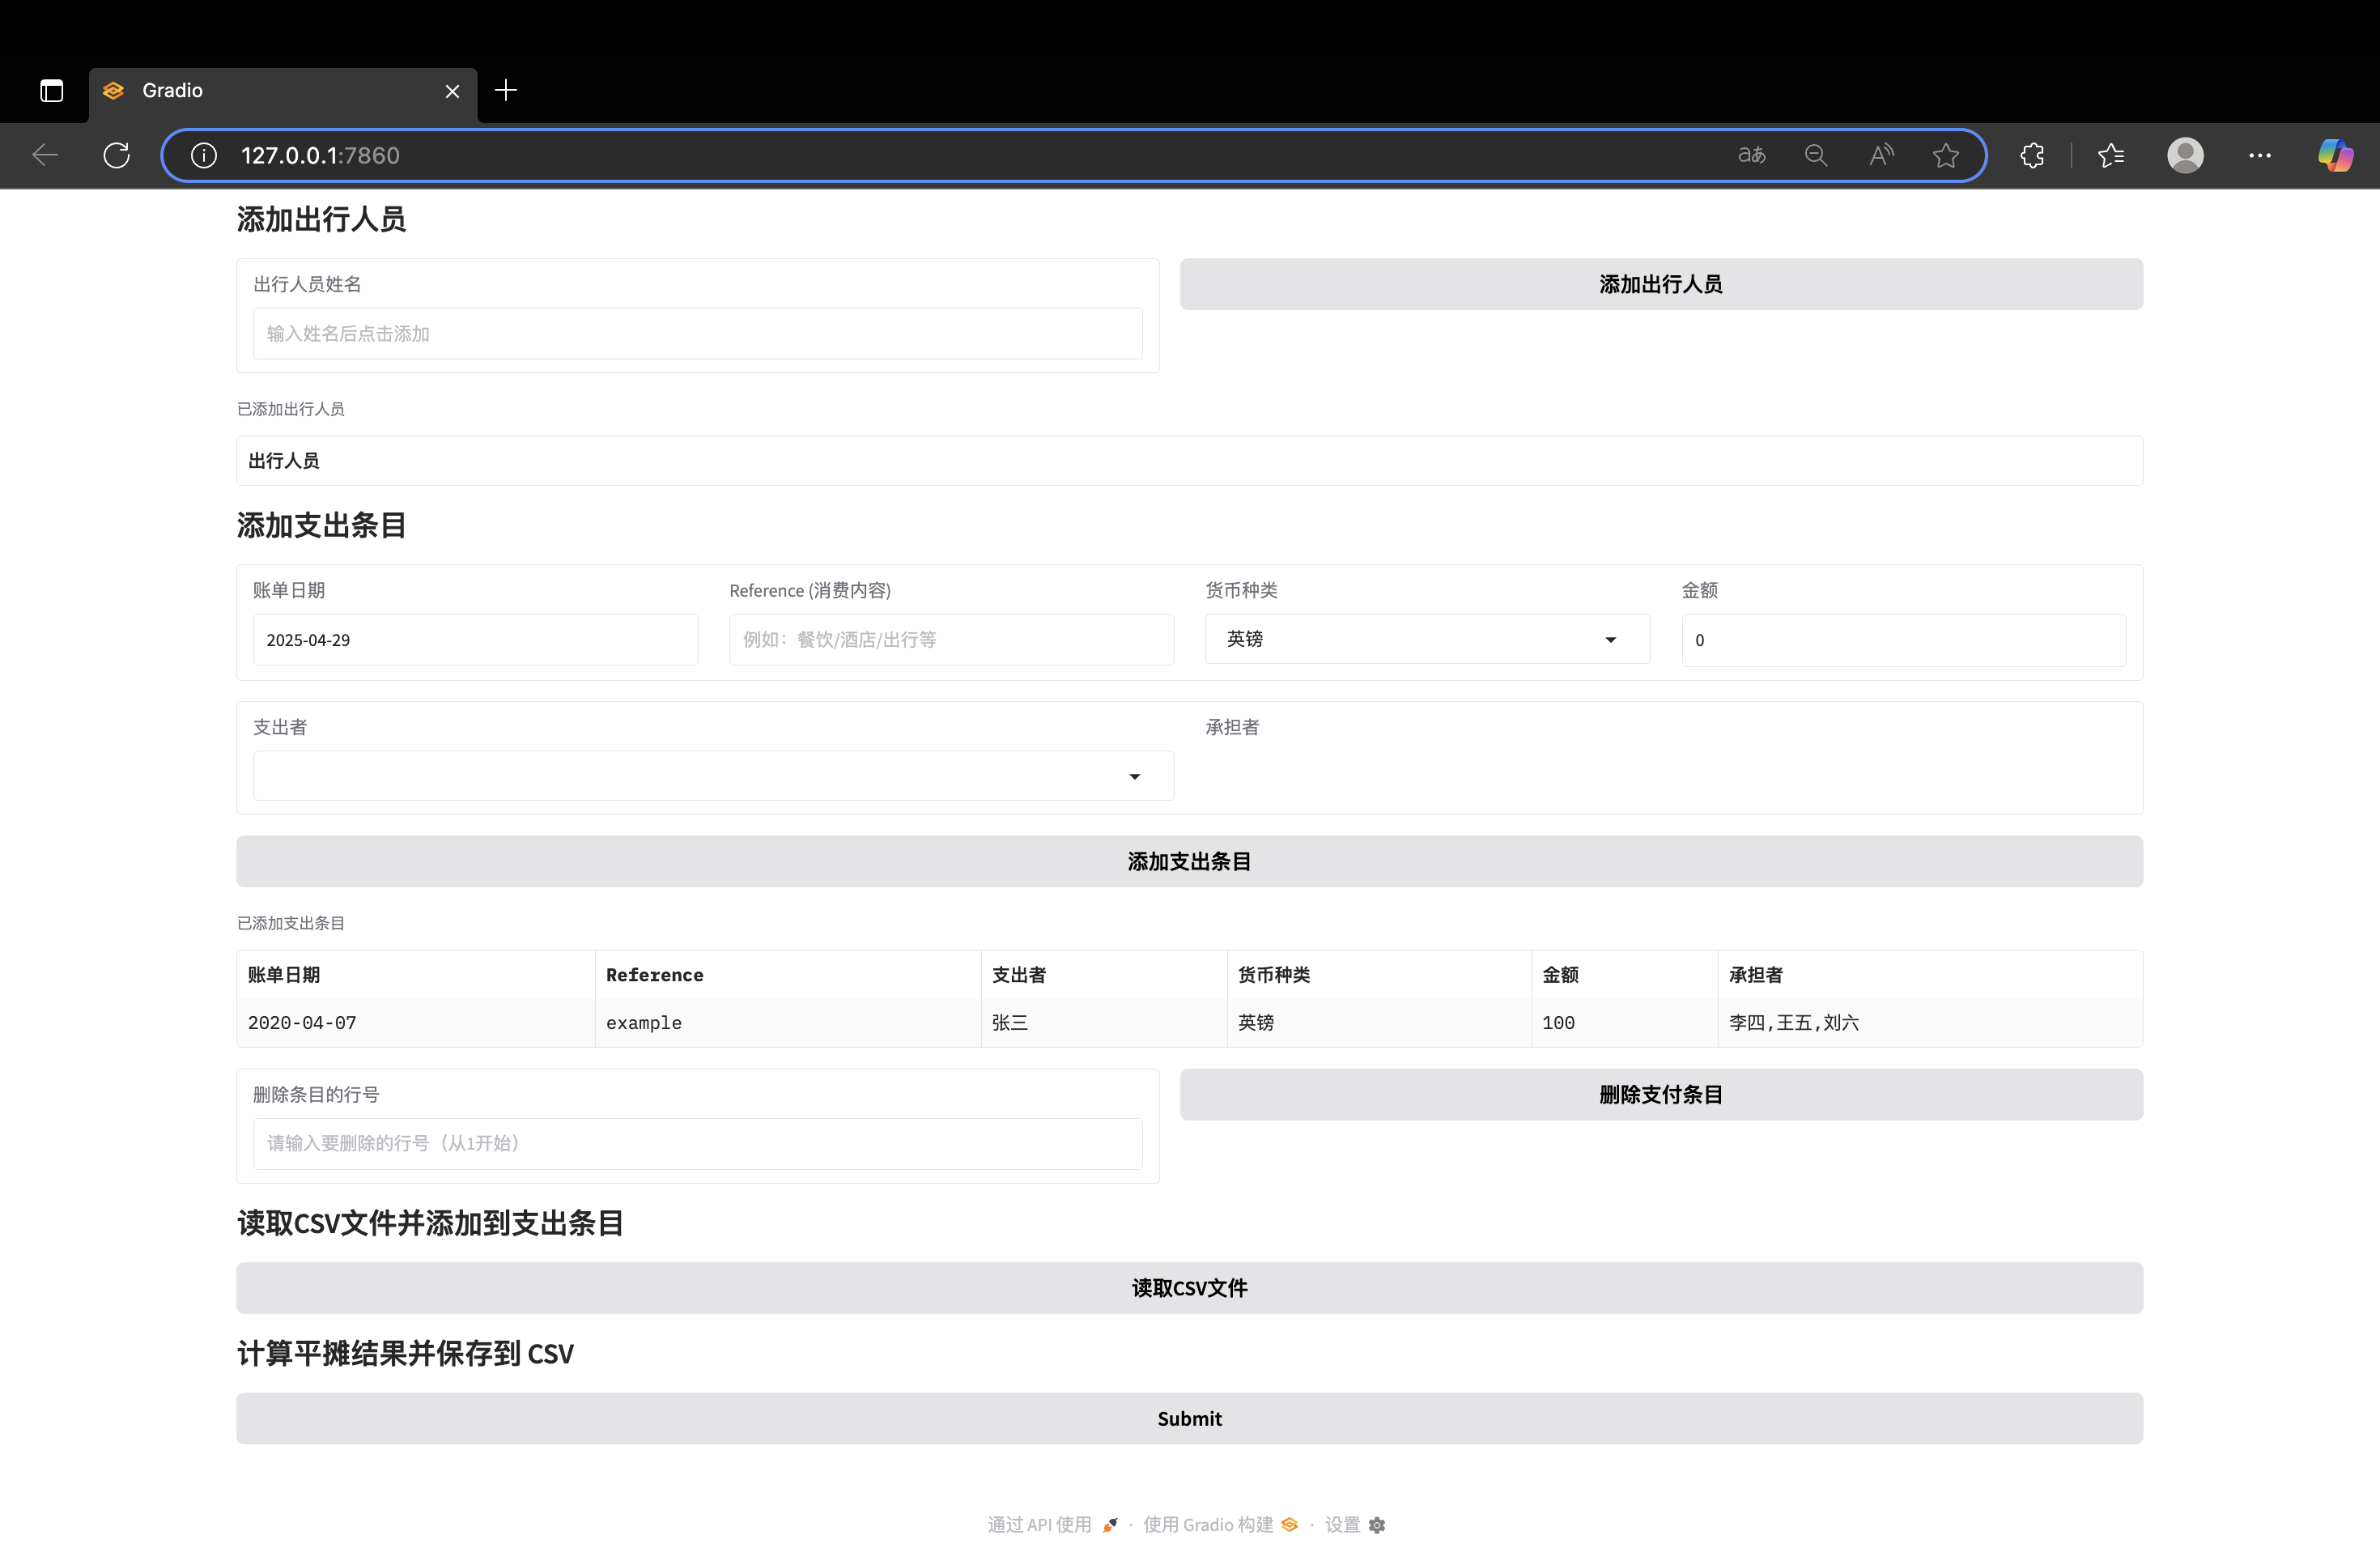 Gradio
127.0.0.1:7860
添加出行人员
出行人员姓名
添加出行人员
输入姓名后点击添加
已添加出行人员
出行人员
添加支出条目
账单日期 Reference (消费内容) 货币种类 金额
2025-04-29 例如：餐饮/酒店/出行等 英镑 0
支出者 承担者
添加支出条目
已添加支出条目
账单日期 Reference 支出者 货币种类 金额 承担者
2020-04-07 example 张三 英镑 100 李四,王五,刘六
删除条目的行号
删除支付条目
请输入要删除的行号（从1开始）
读取CSV文件并添加到支出条目
读取CSV文件
计算平摊结果并保存到 CSV
Submit
通过 API 使用 · 使用 Gradio 构建 · 设置